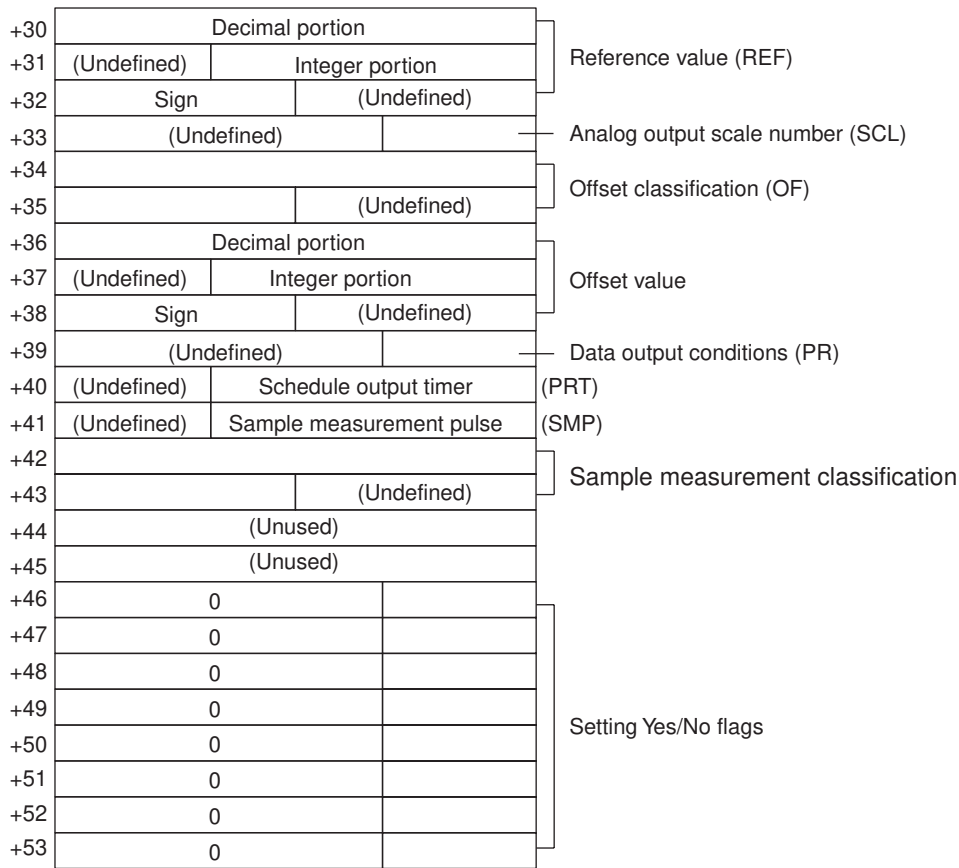 +30 Decimal portion
+31 (Undefined) Integer portion Reference value (REF)
+32 Sign (Undefined)
+33 (Undefined) Analog output scale number (SCL)
+34
Offset classification (OF)
+35 (Undefined)
+36 Decimal portion
+37 (Undefined) Integer portion Offset value
+38 Sign (Undefined)
+39 (Undefined) Data output conditions (PR)
+40 (Undefined) Schedule output timer (PRT)
+41 (Undefined) Sample measurement pulse (SMP)
+42
Sample measurement classification
+43 (Undefined)
+44 (Unused)
+45 (Unused)
+46 0
+47 0
+48 0
+49 0
Setting Yes/No flags
+50 0
+51 0
+52 0
+53 0